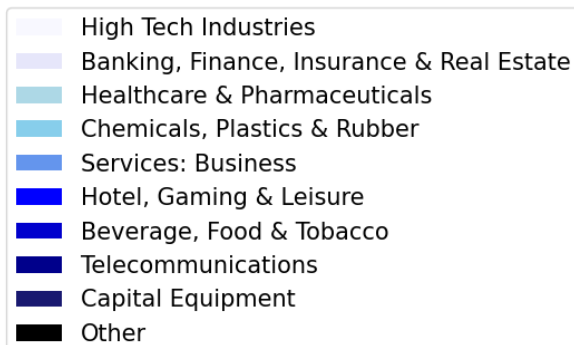 High Tech Industries
Banking, Finance, Insurance & Real Estate
Healthcare & Pharmaceuticals
Chemicals, Plastics & Rubber
Services: Business
Hotel, Gaming & Leisure
Beverage, Food & Tobacco
Telecommunications
Capital Equipment
Other